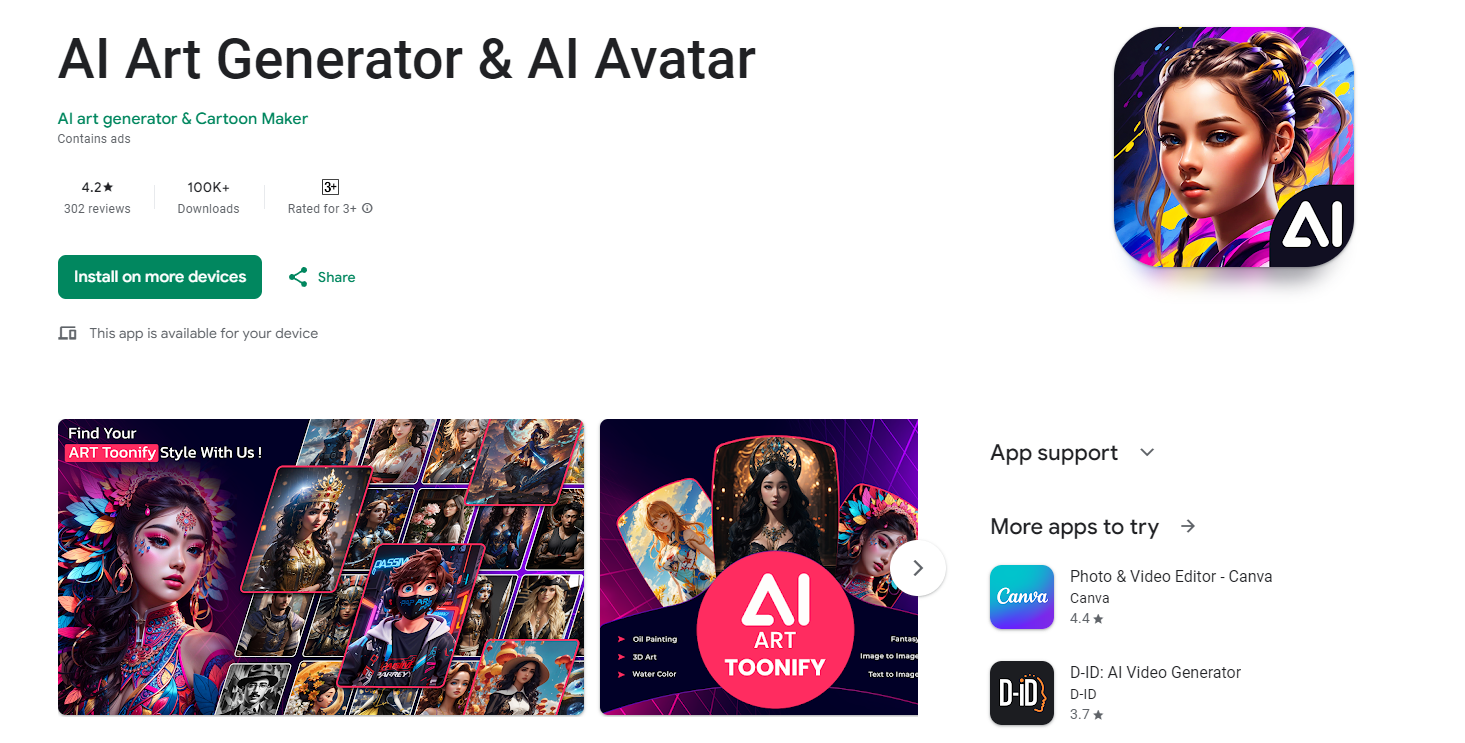 AI Art Generator & AI Avatar
AI art generator & Cartoon Maker
Contains ads
4.2★
302 reviews
100K+
Downloads
3+
Rated for 3+
Install on more devices
Share
This app is available for your device
AI
Find Your
ART Toonify Style With Us !
PASSIVE
AI
ART
TOONIFY
Oil Painting
3D Art
Water Color
Fantasy
Image to Image
Text to Image
App support
More apps to try
Canva
Photo & Video Editor - Canva
Canva
4.4★
D-iD
D-ID: AI Video Generator
D-ID
3.7★